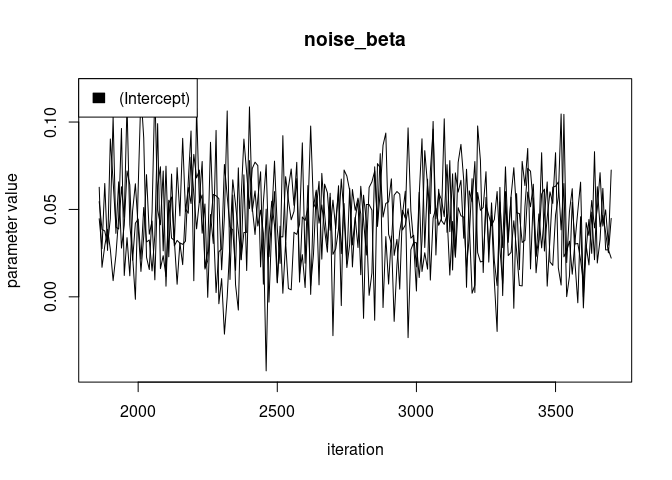 noise_beta
(Intercept)
parameter value
0.10
0.05
0.00
2000 2500 3000 3500
iteration